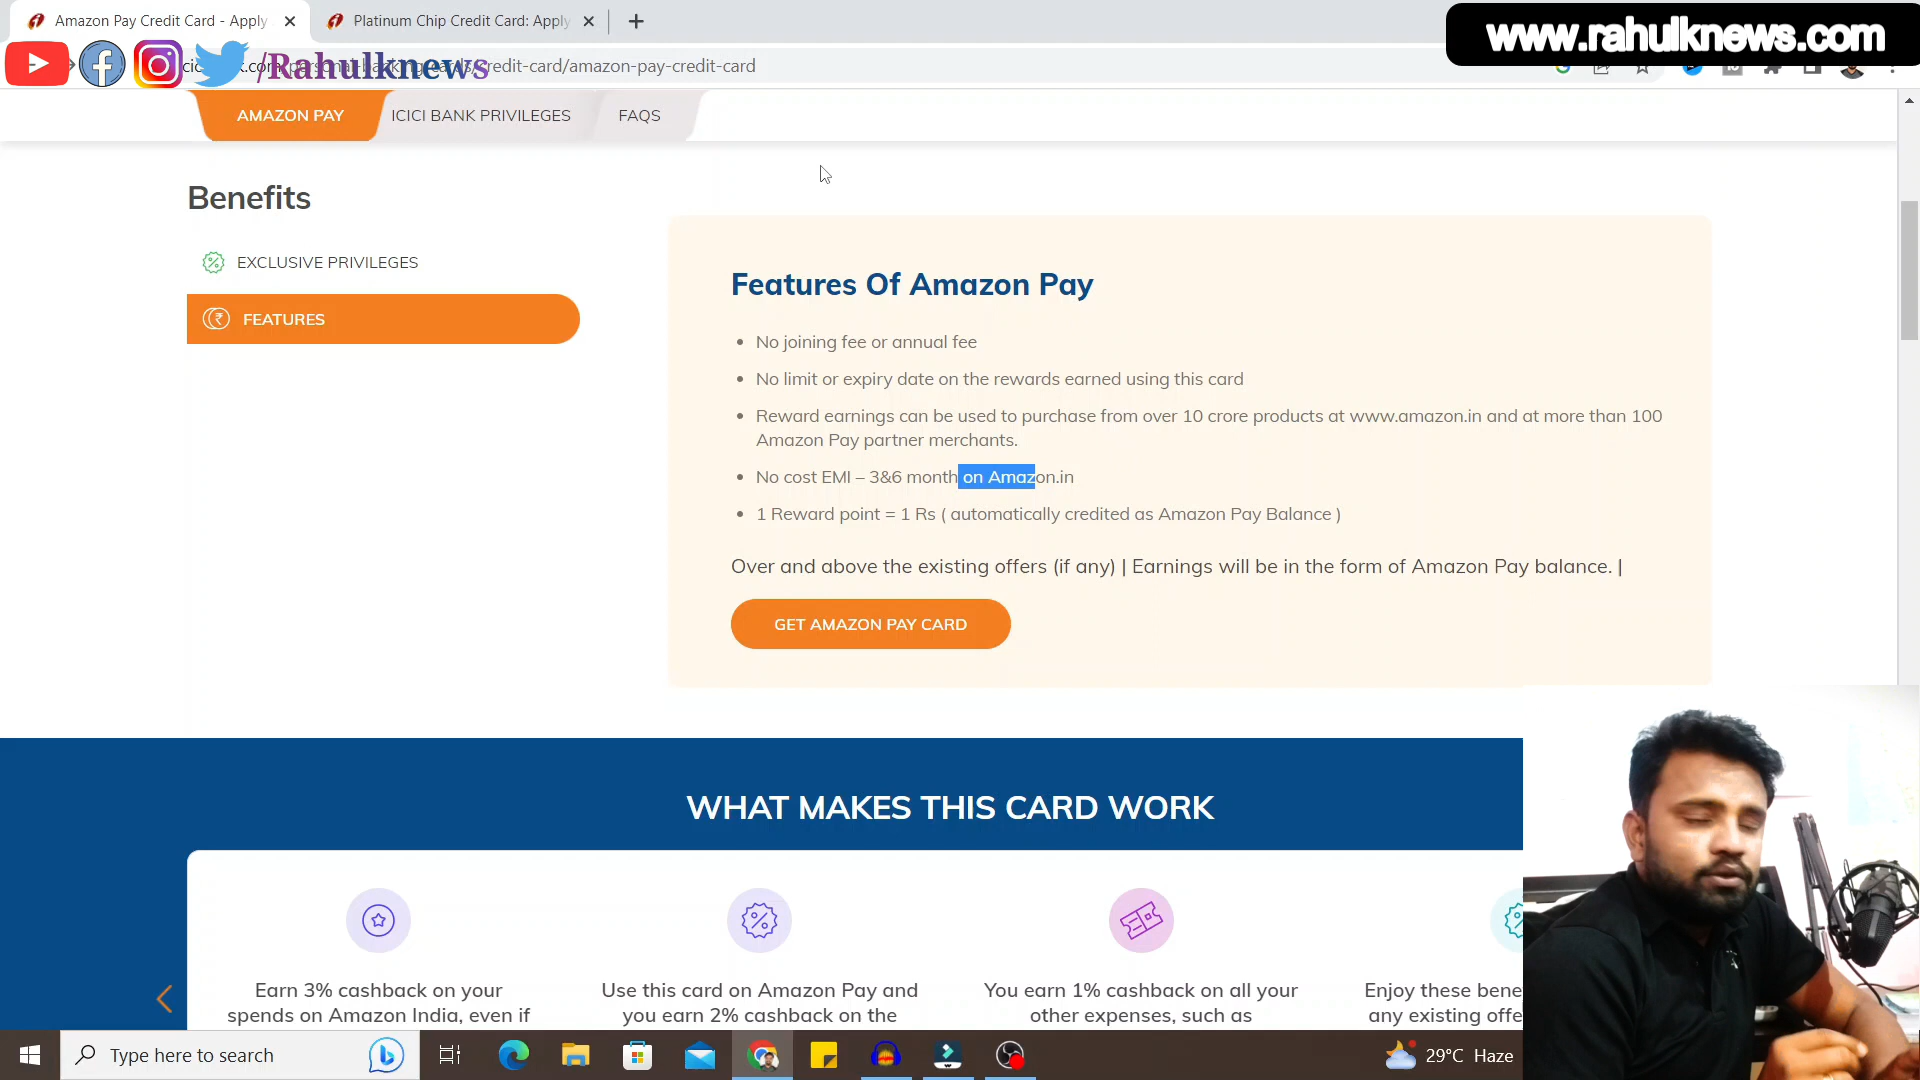 Amazon Pay Credit Card - Apply
Platinum Chip Credit Card: Apply
www.rahulknews.com
/Rahulknews
credit-card/amazon-pay-credit-card
AMAZON PAY
ICICI BANK PRIVILEGES
FAQS
Benefits
EXCLUSIVE PRIVILEGES
FEATURES
Features Of Amazon Pay
No joining fee or annual fee
No limit or expiry date on the rewards earned using this card
Reward earnings can be used to purchase from over 10 crore products at www.amazon.in and at more than 100
Amazon Pay partner merchants.
No cost EMI – 3&6 month on Amazon.in
1 Reward point = 1 Rs ( automatically credited as Amazon Pay Balance )
Over and above the existing offers (if any) | Earnings will be in the form of Amazon Pay balance. |
GET AMAZON PAY CARD
WHAT MAKES THIS CARD WORK
Earn 3% cashback on your
spends on Amazon India, even if
Use this card on Amazon Pay and
you earn 2% cashback on the
You earn 1% cashback on all your
other expenses, such as
Enjoy these bene
any existing offe
Type here to search
29°C Haze